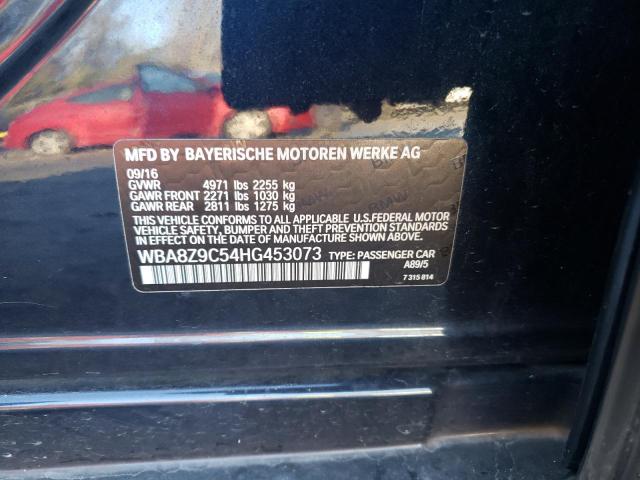 MFD BY BAYERISCHE MOTOREN WERKE AG
09/16
GVWR 4971 lbs 2255 kg
GAWR FRONT 2271 lbs 1030 kg
GAWR REAR 2811 lbs 1275 kg
THIS VEHICLE CONFORMS TO ALL APPLICABLE U.S.FEDERAL MOTOR
VEHICLE SAFETY, BUMPER AND THEFT PREVENTION STANDARDS
IN EFFECT ON THE DATE OF MANUFACTURE SHOWN ABOVE.
WBA8Z9C54HG453073 TYPE: PASSENGER CAR
A89/5
7 315 814